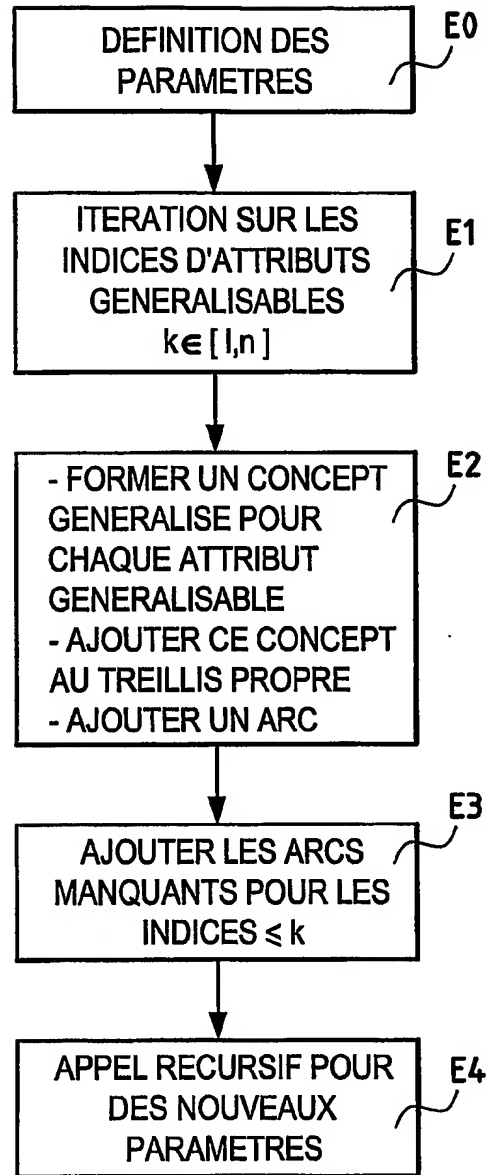 DEFINITION DES
PARAMETRES
E0
ITERATION SUR LES
INDICES D'ATTRIBUTS
GENERALISABLES
k∈[l,n]
E1
- FORMER UN CONCEPT
GENERALISE POUR
CHAQUE ATTRIBUT
GENERALISABLE
- AJOUTER CE CONCEPT
AU TREILLIS PROPRE
- AJOUTER UN ARC
E2
AJOUTER LES ARCS
MANQUANTS POUR LES
INDICES ≤ k
E3
APPEL RECURSIF POUR
DES NOUVEAUX
PARAMETRES
E4